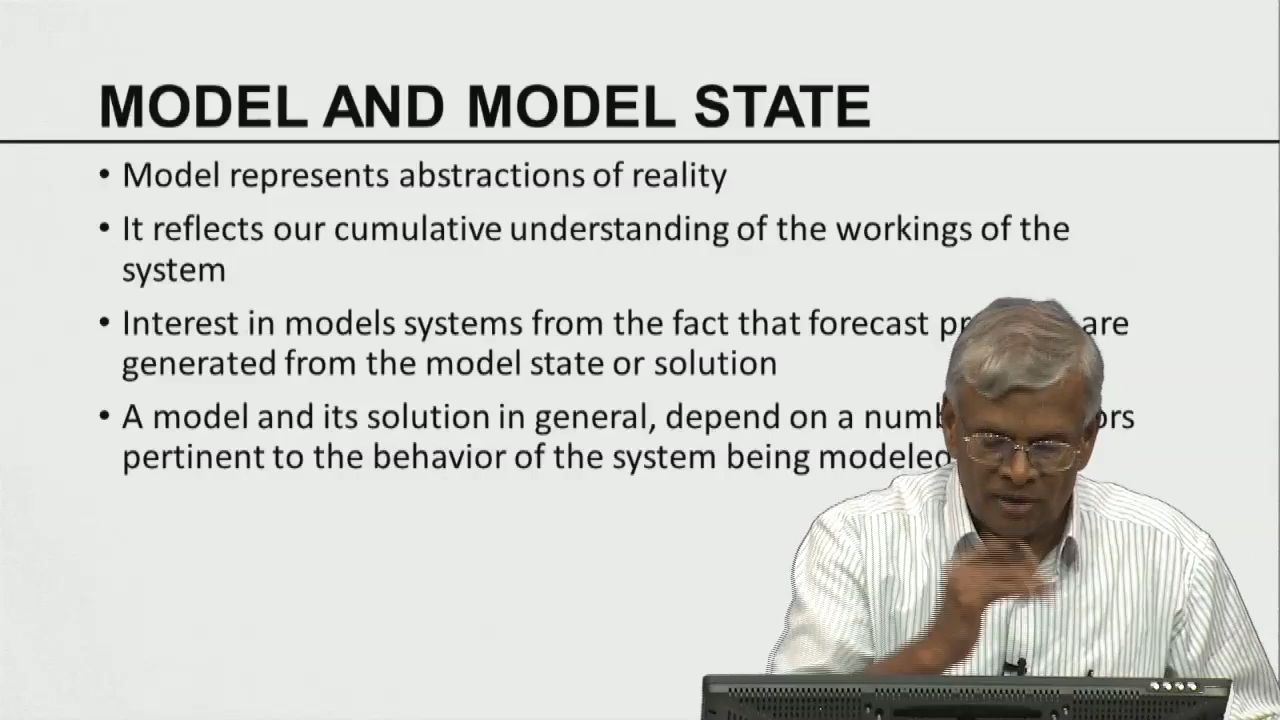 MODEL AND MODEL STATE
• Model represents abstractions of reality
• It reflects our cumulative understanding of the workings of the
system
• Interest in models systems from the fact that forecast are
generated from the model state or solution
• A model and its solution in general, depend on a
pertinent to the behavior of the system being modeled